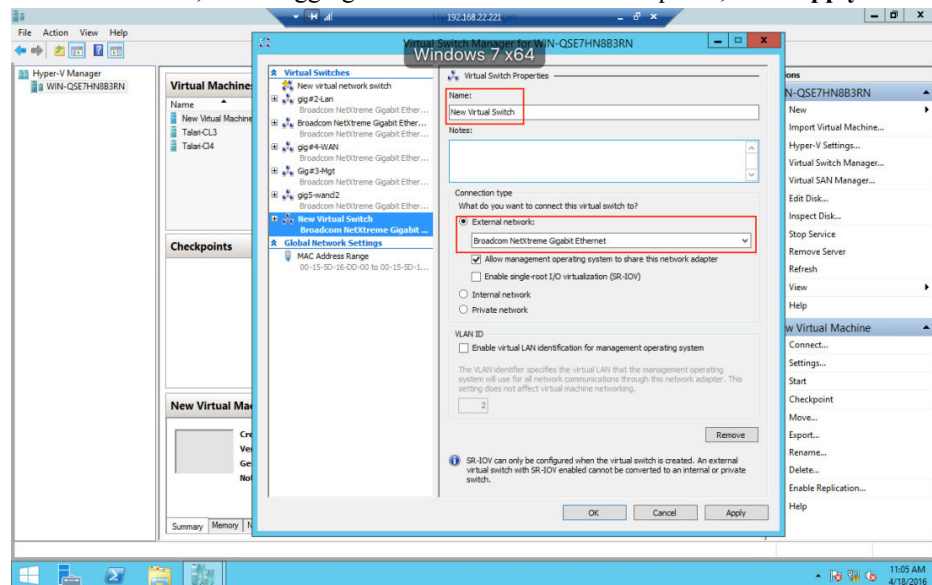 192.168.22.221
File Action View Help
Virtual Switch Manager for WIN-QSE7HN8B3RN
Windows 7 x64
Hyper-V Manager
WIN-QSE7HN8B3RN
Virtual Machine
Name
New Virtual Machine
Talari-CL3
Talari-Cl4
Checkpoints
New Virtual Ma
Cre
Ver
Ge
Not
Summary Memory N
Virtual Switches
New virtual network switch
gig#2-Lan
Broadcom NetXtreme Gigabit Ether...
Broadcom NetXtreme Gigabit Ether...
Broadcom NetXtreme Gigabit Ether...
gig#4-WAN
Broadcom NetXtreme Gigabit Ether...
Gig#3-Mgt
Broadcom NetXtreme Gigabit Ether...
gig5-wand2
Broadcom NetXtreme Gigabit Ether...
New Virtual Switch
Broadcom NetXtreme Gigabit ...
Global Network Settings
MAC Address Range
00-15-5D-16-DD-00 to 00-15-5D-1...
Virtual Switch Properties
Name:
New Virtual Switch
Notes:
Connection type
What do you want to connect this virtual switch to?
External network:
Broadcom NetXtreme Gigabit Ethernet
Allow management operating system to share this network adapter
Enable single-root I/O virtualization (SR-IOV)
Internal network
Private network
VLAN ID
Enable virtual LAN identification for management operating system
The VLAN identifier specifies the virtual LAN that the management operating
system will use for all network communications through this network adapter. This
setting does not affect virtual machine networking.
2
Remove
SR-IOV can only be configured when the virtual switch is created. An external
virtual switch with SR-IOV enabled cannot be converted to an internal or private
switch.
OK Cancel Apply
ons
N-QSE7HN8B3RN
New
Import Virtual Machine...
Hyper-V Settings...
Virtual Switch Manager...
Virtual SAN Manager...
Edit Disk...
Inspect Disk...
Stop Service
Remove Server
Refresh
View
Help
w Virtual Machine
Connect...
Settings...
Start
Checkpoint
Move...
Export...
Rename...
Delete...
Enable Replication...
Help
11:05 AM
4/18/2016